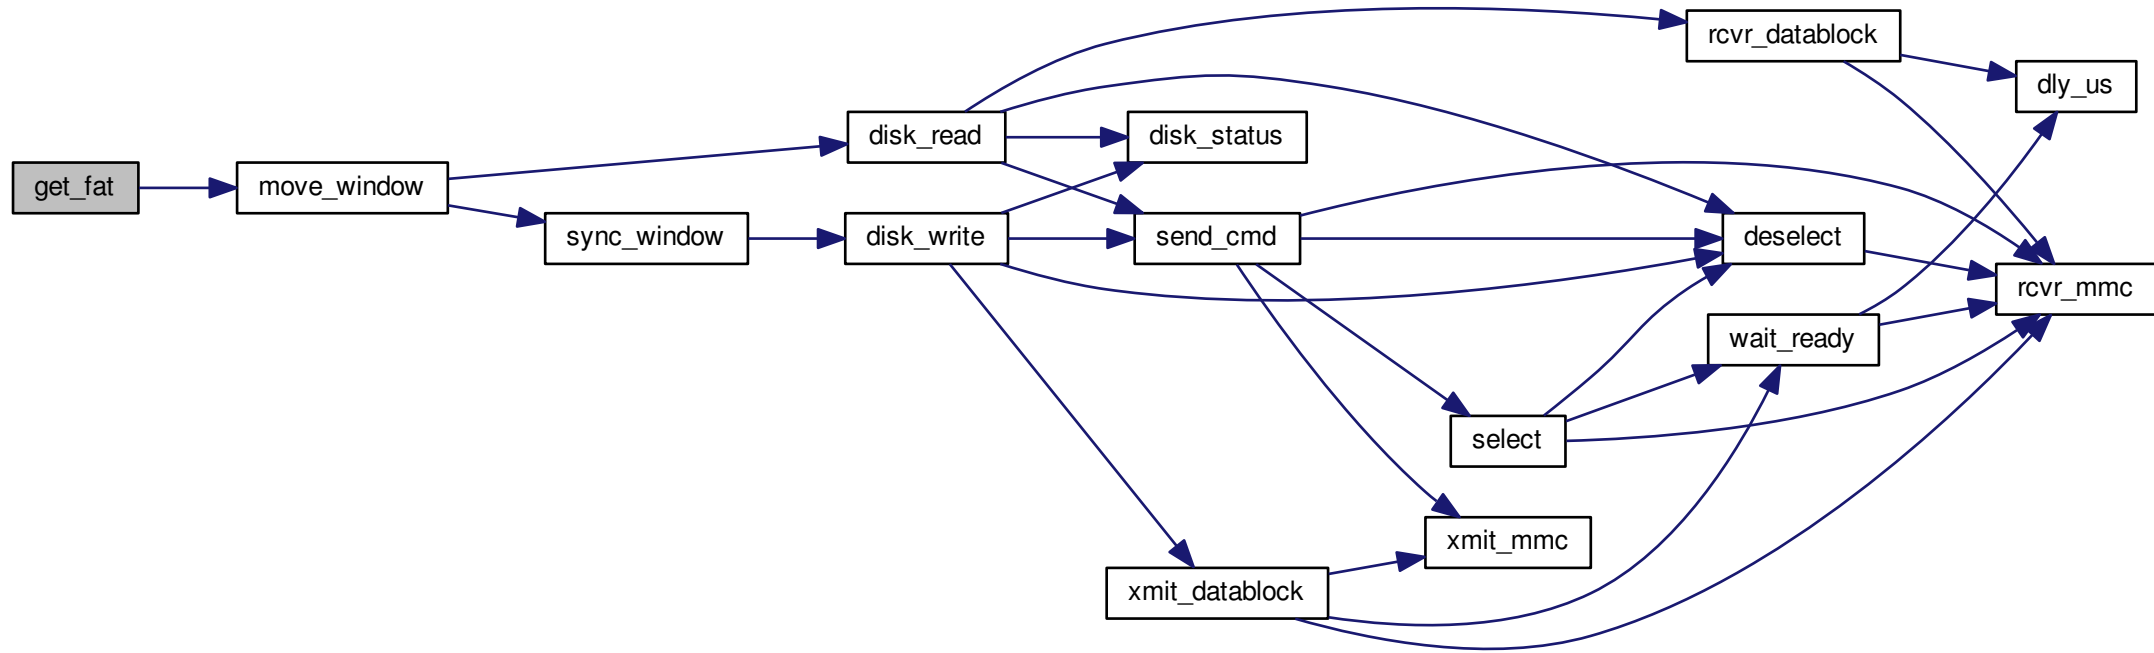 get_fat
move_window
sync_window
disk_read
disk_write
disk_status
send_cmd
xmit_datablock
select
xmit_mmc
rcvr_datablock
deselect
wait_ready
dly_us
rcvr_mmc